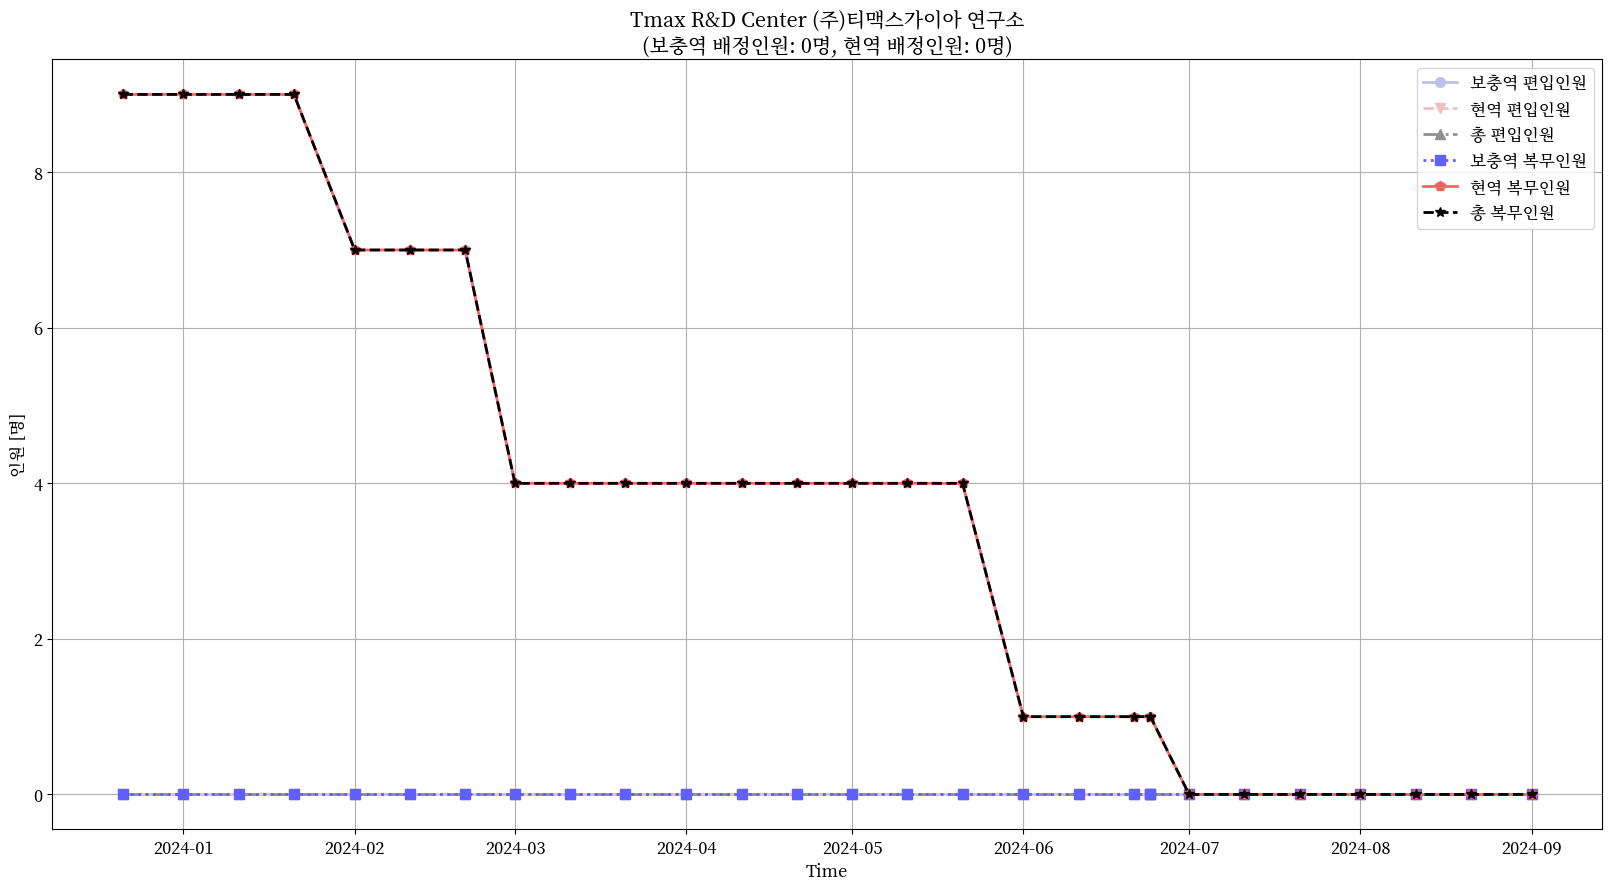 Tmax R&D Center (주)티맥스가이아 연구소
(보충역 배정인원: 0명, 현역 배정인원: 0명)
보충역 편입인원
현역 편입인원
총 편입인원
보충역 복무인원
현역 복무인원
총 복무인원
인원 [명]
8
6
4
2
0
2024-01 2024-02 2024-03 2024-04 2024-05 2024-06 2024-07 2024-08 2024-09
Time